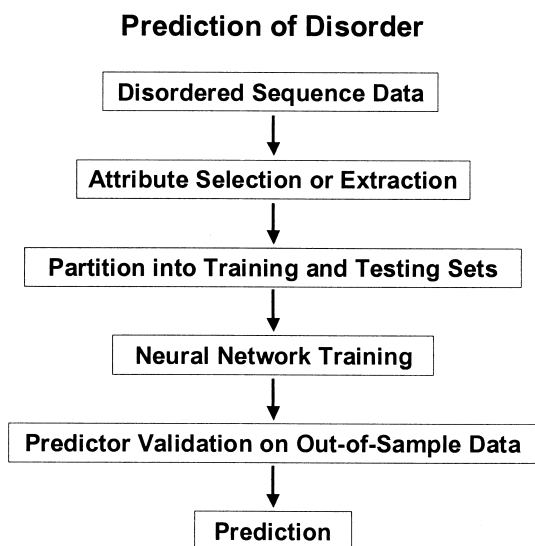 Prediction of Disorder
Disordered Sequence Data
Attribute Selection or Extraction
Partition into Training and Testing Sets
Neural Network Training
Predictor Validation on Out-of-Sample Data
Prediction